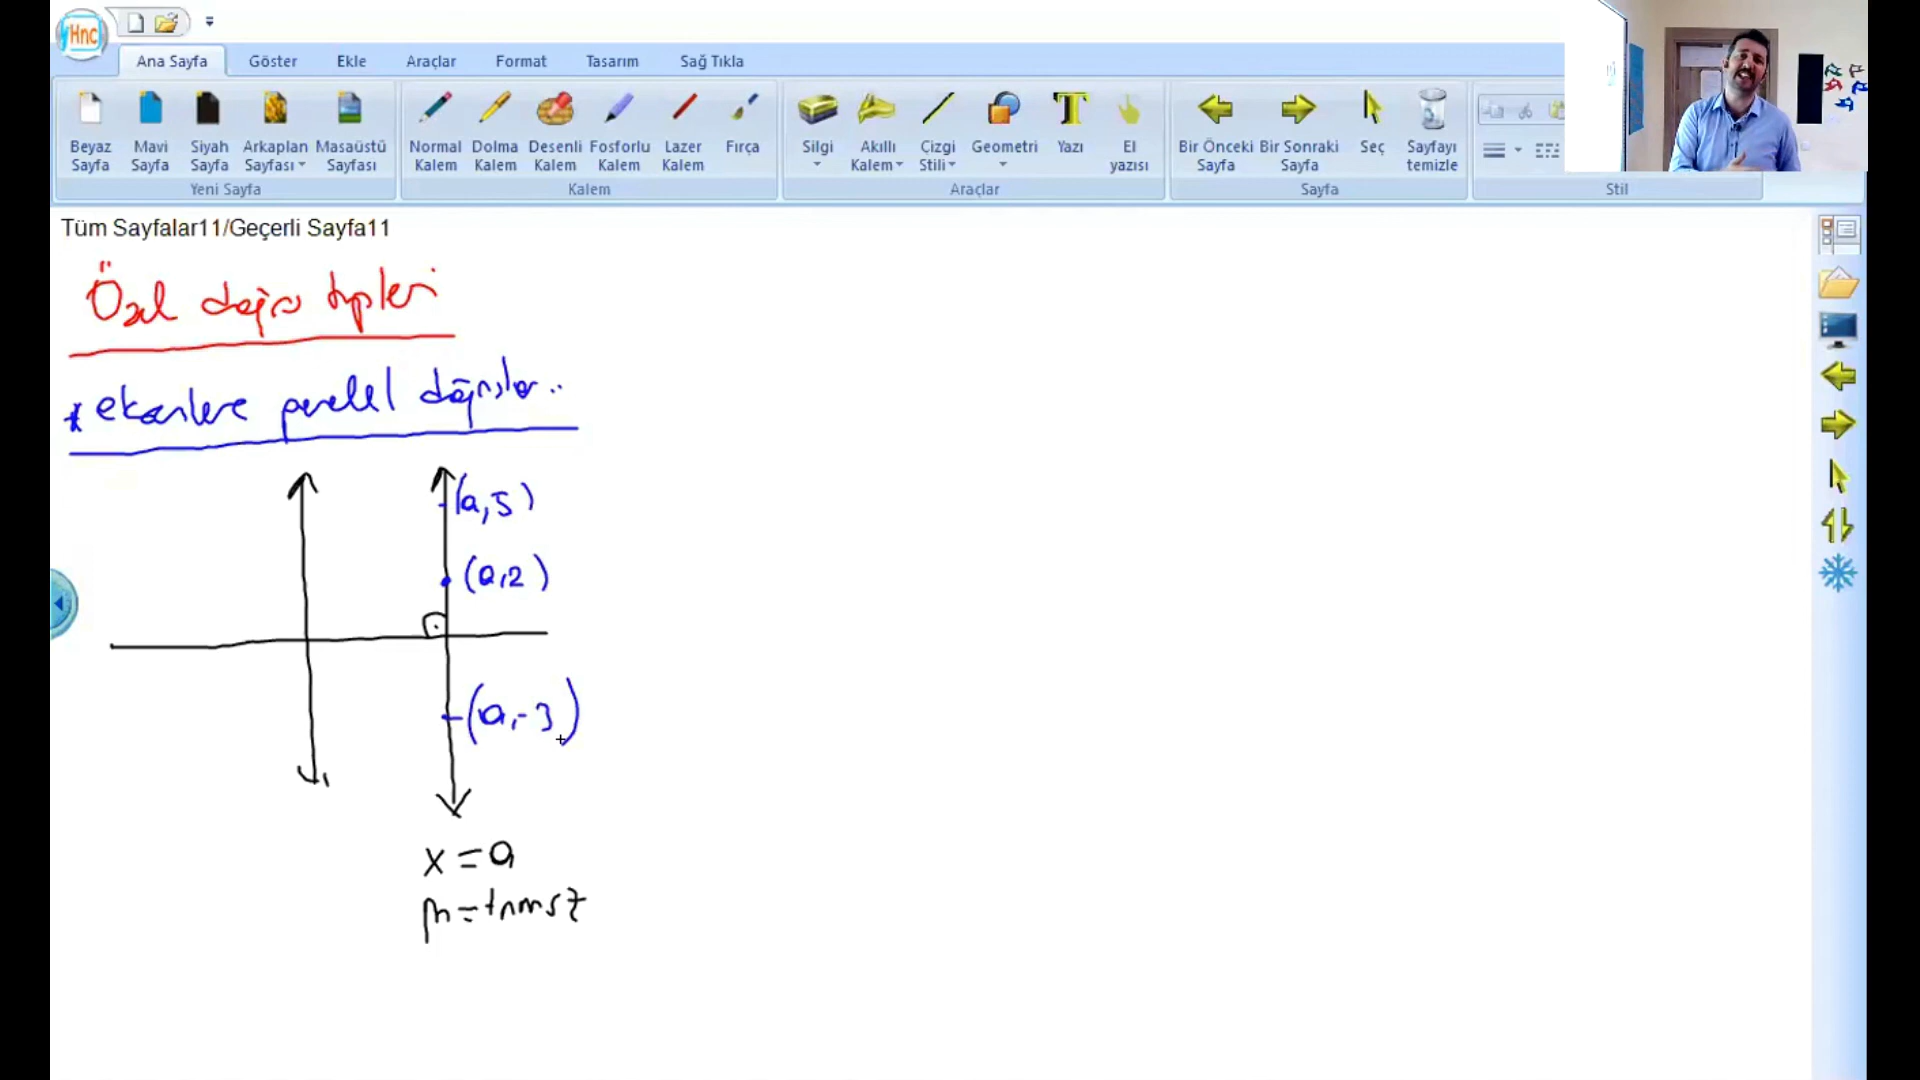 Hnc
Ana Sayfa Göster Ekle Araçlar Format Tasarım Sağ Tıkla
Beyaz Sayfa Mavi Sayfa Siyah Sayfa Arkaplan Sayfası Masaüstü Sayfası
Normal Kalem Dolma Kalem Desenli Kalem Fosforlu Kalem Lazer Kalem Fırça
Silgi Akıllı Kalem Çizgi Stili Geometri Yazı El yazısı
Bir Önceki Sayfa Bir Sonraki Sayfa Seç Sayfayı temizle
Yeni Sayfa Kalem Araçlar Sayfa Stil
Tüm Sayfalar11/Geçerli Sayfa11
Özel doğru tipleri
* eksenlere paralel doğrular..
(a,5)
(a,2)
(a,-3)
x=a
m=tnmsz